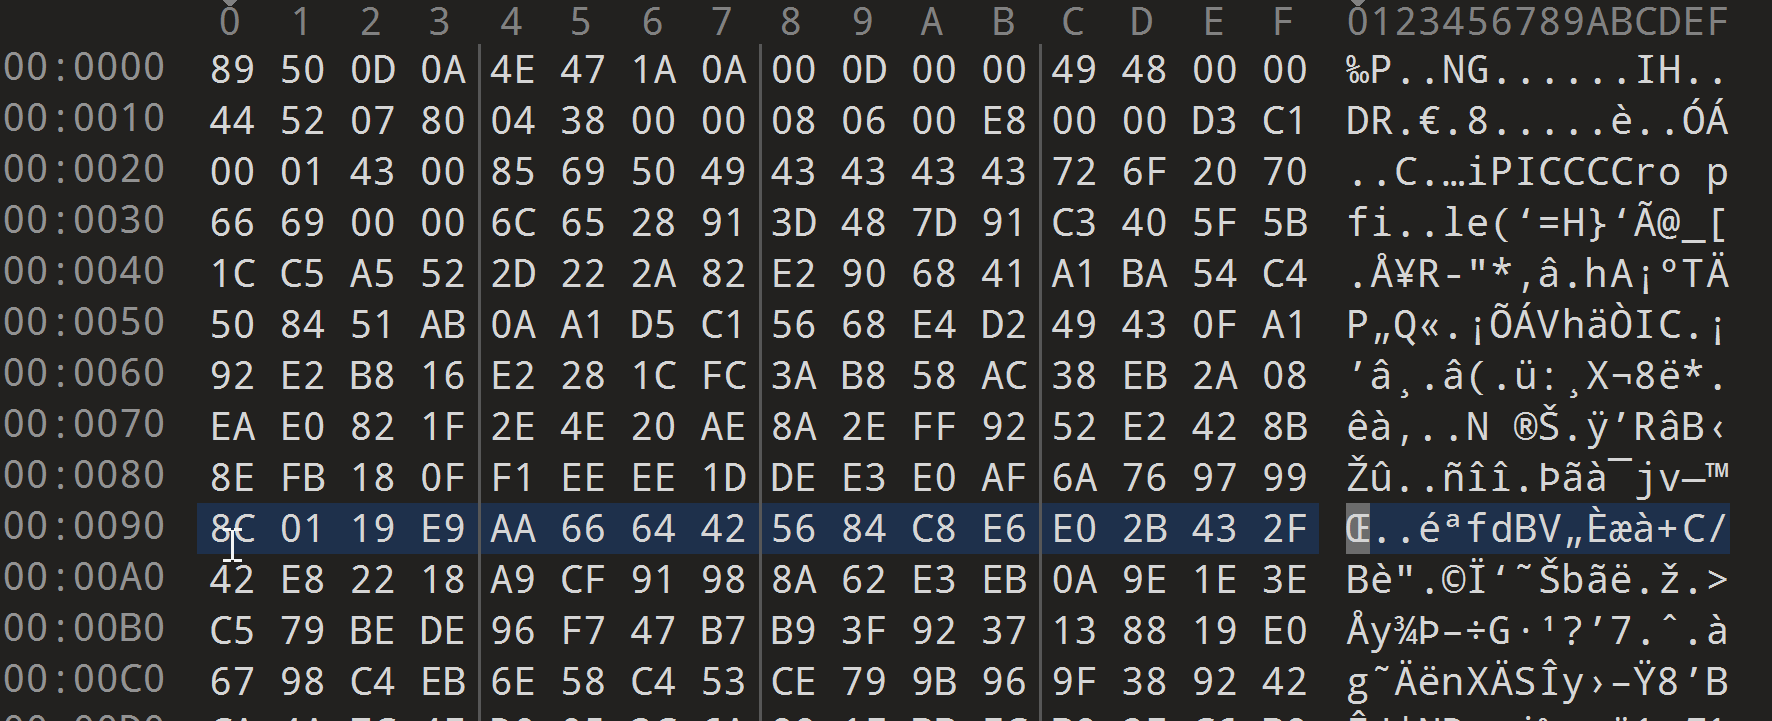 0 1 2 3 4 5 6 7 8 9 A B C D E F 0123456789ABCDEF
00:0000 89 50 0D 0A 4E 47 1A 0A 00 0D 00 00 49 48 00 00 ‰P..NG......IH..
00:0010 44 52 07 80 04 38 00 00 08 06 00 E8 00 00 D3 C1 DR.€.8.....è..ÓÁ
00:0020 00 01 43 00 85 69 50 49 43 43 43 43 72 6F 20 70 ..C.…iPICCCCro p
00:0030 66 69 00 00 6C 65 28 91 3D 48 7D 91 C3 40 5F 5B fi..le(‘=H}‘Ã@_[
00:0040 1C C5 A5 52 2D 22 2A 82 E2 90 68 41 A1 BA 54 C4 .Å¥R-"*‚â.hA¡ºTÄ
00:0050 50 84 51 AB 0A A1 D5 C1 56 68 E4 D2 49 43 0F A1 P„Q«.¡ÕÁVhäÒIC.¡
00:0060 92 E2 B8 16 E2 28 1C FC 3A B8 58 AC 38 EB 2A 08 ’â¸.â(.ü:¸X¬8ë*.
00:0070 EA E0 82 1F 2E 4E 20 AE 8A 2E FF 92 52 E2 42 8B êà‚..N ®Š.ÿ’RâB‹
00:0080 8E FB 18 0F F1 EE EE 1D DE E3 E0 AF 6A 76 97 99 Žû..ñîî.Þãà¯jv—™
00:0090 8C 01 19 E9 AA 66 64 42 56 84 C8 E6 E0 2B 43 2F Œ..éªfdBV„Èæà+C/
00:00A0 42 E8 22 18 A9 CF 91 98 8A 62 E3 EB 0A 9E 1E 3E Bè".©Ï‘˜Šbãë.ž.>
00:00B0 C5 79 BE DE 96 F7 47 B7 B9 3F 92 37 13 88 19 E0 Åy¾Þ–÷G·¹?’7.ˆ.à
00:00C0 67 98 C4 EB 6E 58 C4 53 CE 79 9B 96 9F 38 92 42 g˜ÄënXÄSÎy›–Ÿ8’B